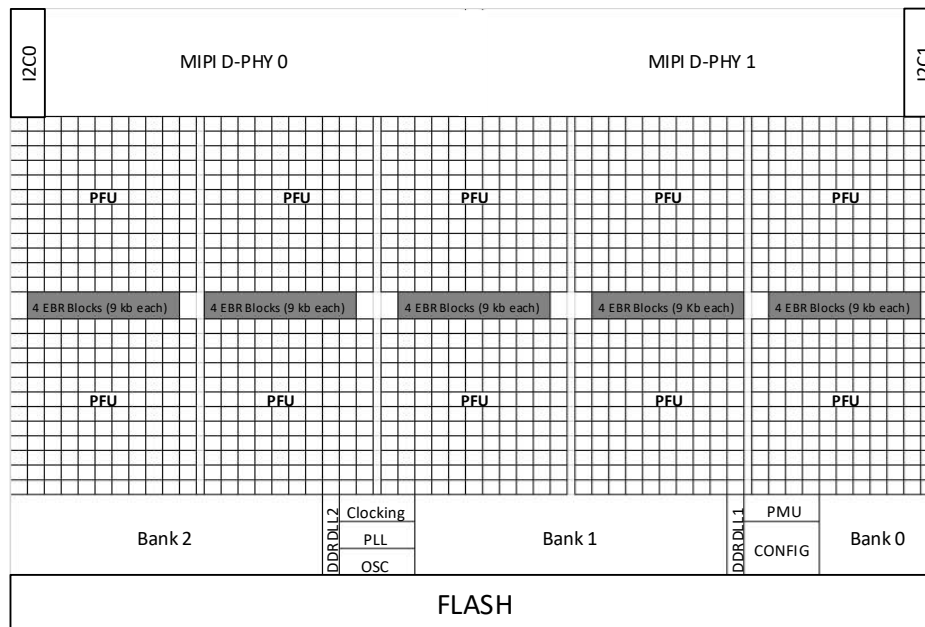 I2C0
MIPI D-PHY 0
MIPI D-PHY 1
I2C1
PFU
PFU
PFU
PFU
PFU
4 EBR Blocks (9 kb each)
4 EBR Blocks (9 kb each)
4 EBR Blocks (9 kb each)
4 EBR Blocks (9 Kb each)
4 EBR Blocks (9 kb each)
PFU
PFU
PFU
PFU
PFU
Bank 2
DDRDLL2
Clocking
PLL
OSC
Bank 1
DDRDLL1
PMU
CONFIG
Bank 0
FLASH